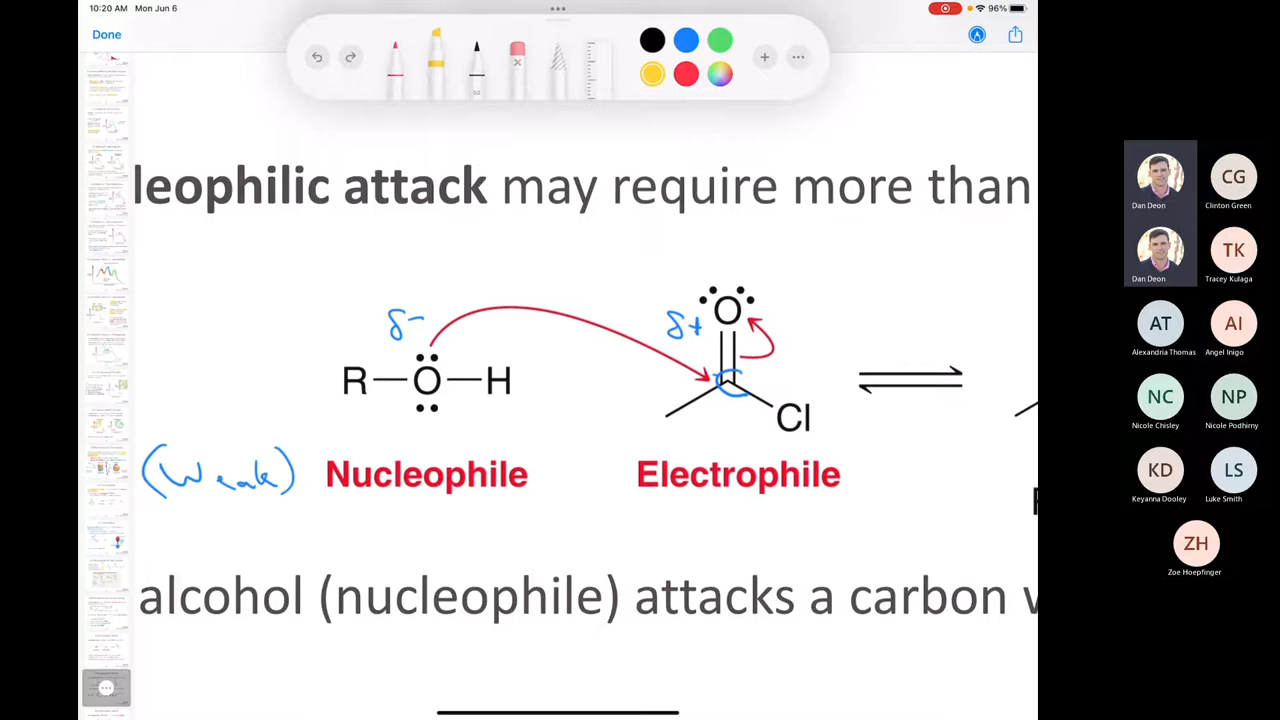 10:20 AM Mon Jun 6
96%
Done
leophilic attack may require more than
δ-
δ+
O
R O H
Cl
(Weak)
Nucleophile
Electrophile
alcohol (nucleophile) attacks a carbon
Dan Deon
CG
Clinton Green
Dan Deon
TK
Tracey Kulaga
AT
Alexandria Thomas
AI
Angel Inigo
NC
Nicole Chisley
NP
Nicole Podhirny
KD
Keyanna Dooley
LS
Luke Smith
ZH
Zoe Hoepfinger